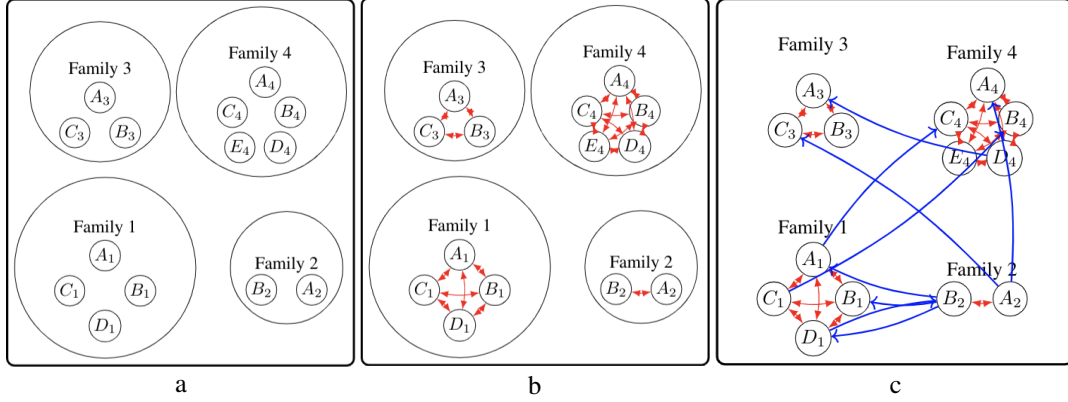 Family 3
A₃
C₃ B₃
Family 4
A₄
C₄ B₄
E₄ D₄
Family 1
A₁
C₁ B₁
D₁
Family 2
B₂ A₂
a
Family 3
A₃
C₃ B₃
Family 4
A₄
C₄ B₄
E₄ D₄
Family 1
A₁
C₁ B₁
D₁
Family 2
B₂ A₂
b
Family 3
A₃
C₃ B₃
Family 4
A₄
C₄ B₄
E₄ D₄
Family 1
A₁
C₁ B₁
D₁
Family 2
B₂ A₂
c